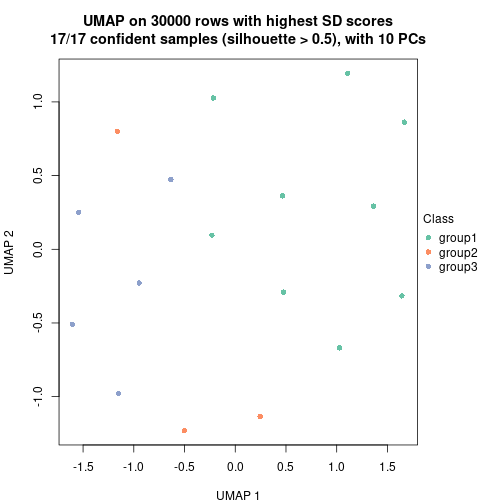 UMAP on 30000 rows with highest SD scores
17/17 confident samples (silhouette > 0.5), with 10 PCs
1.0
0.5
0.0
-0.5
-1.0
UMAP 2
-1.5
-1.0
-0.5
0.0
0.5
1.0
1.5
UMAP 1
Class
group1
group2
group3